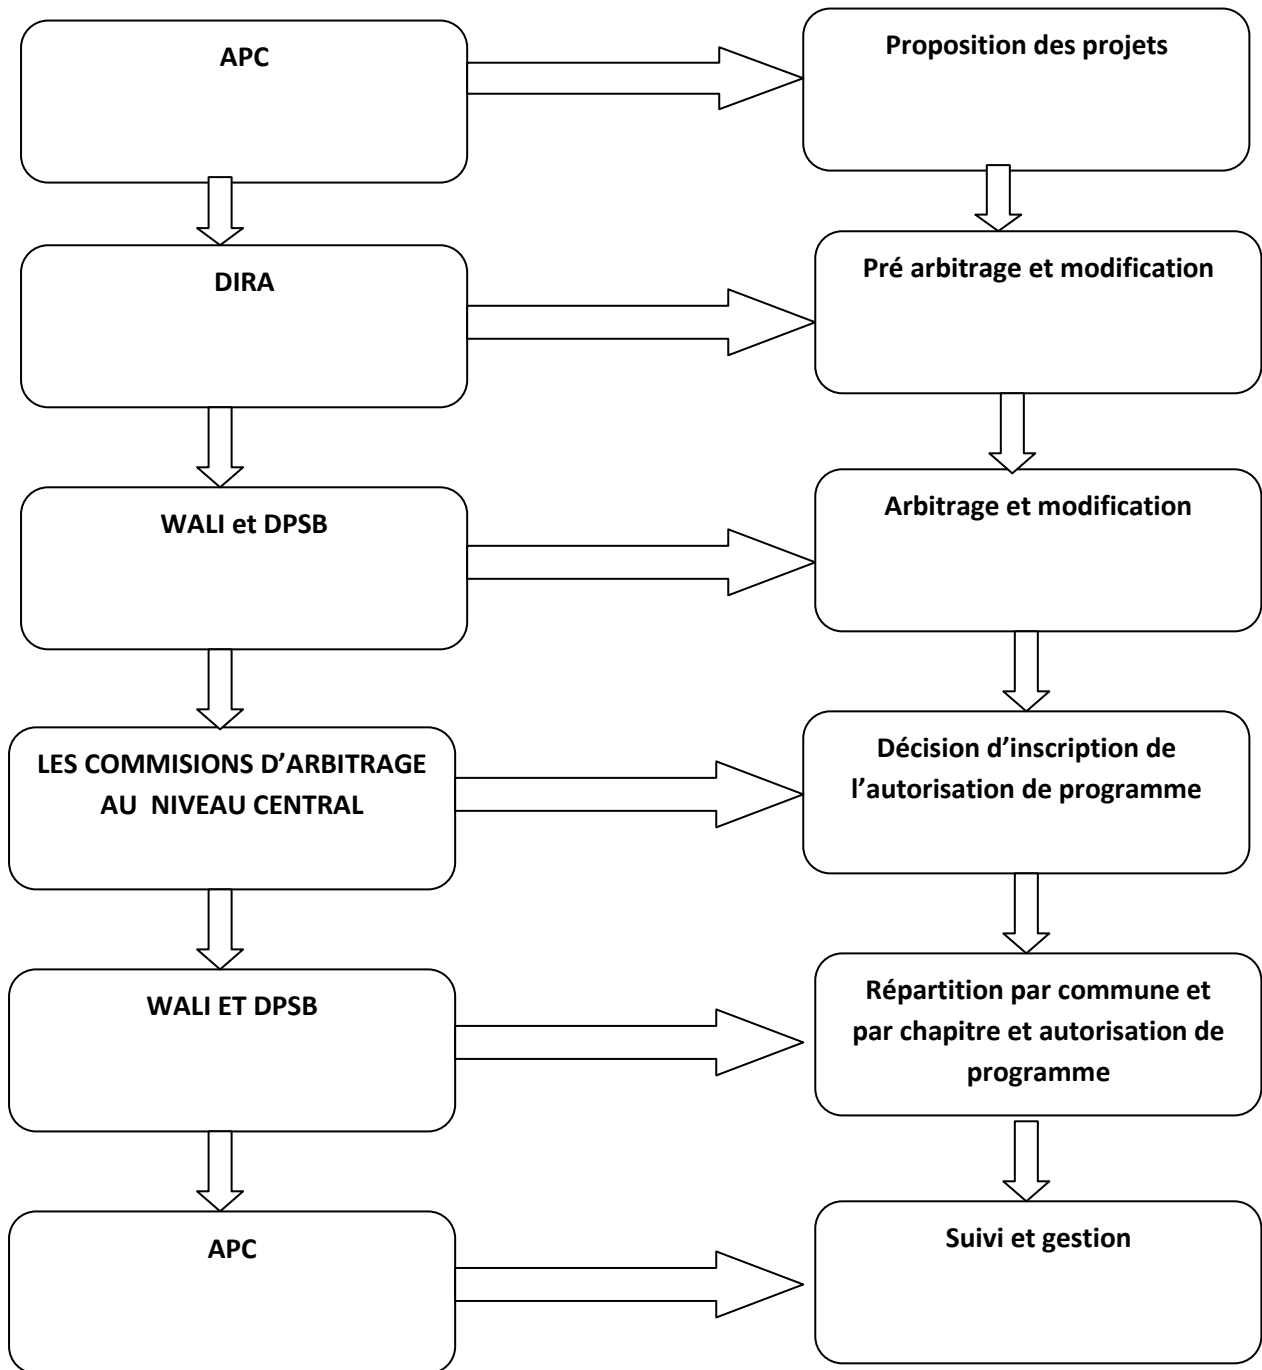 APC
Proposition des projets
DIRA
Pré arbitrage et modification
WALI et DPSB
Arbitrage et modification
LES COMMISIONS D’ARBITRAGE
AU  NIVEAU CENTRAL
Décision d’inscription de
l’autorisation de programme
WALI ET DPSB
Répartition par commune et
par chapitre et autorisation de
programme
APC
Suivi et gestion